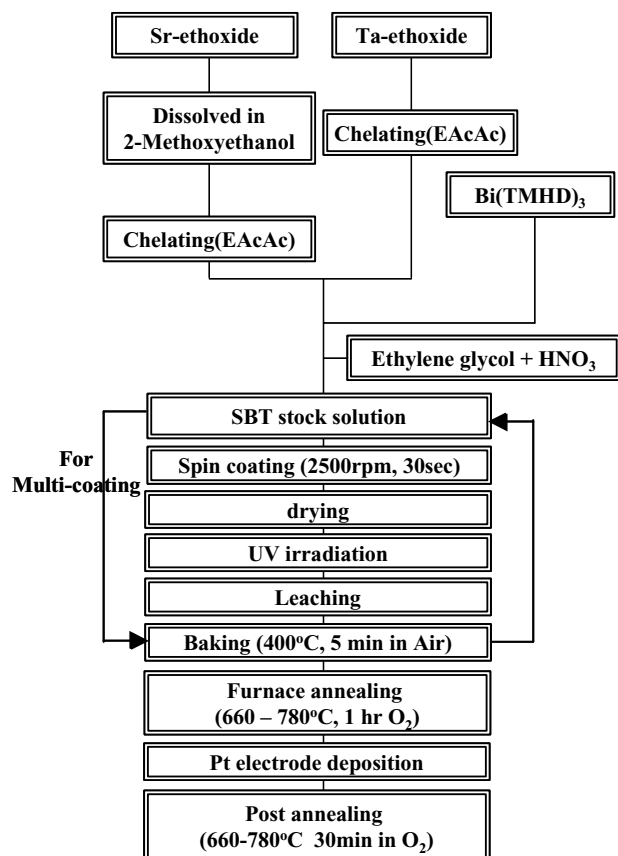 Sr-ethoxide
Ta-ethoxide
Dissolved in
2-Methoxyethanol
Chelating(EAcAc)
Bi(TMHD)₃
Chelating(EAcAc)
Ethylene glycol + HNO₃
SBT stock solution
For
Multi-coating
Spin coating (2500rpm, 30sec)
drying
UV irradiation
Leaching
Baking (400°C, 5 min in Air)
Furnace annealing
(660 – 780°C, 1 hr O₂)
Pt electrode deposition
Post annealing
(660-780°C 30min in O₂)